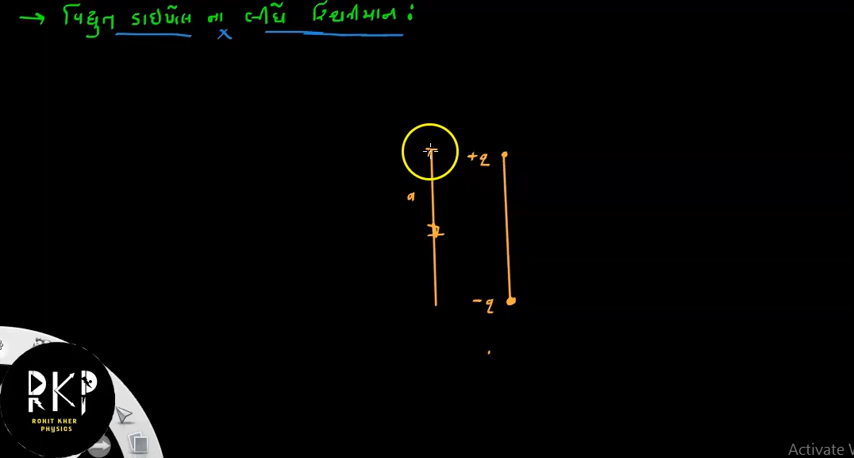 → વિદ્યુત ડાઇપોલ ના લીધે સ્થિતીમાન :
x
+q
a
-q
RKP
ROHIT KHER
PHYSICS
Activate W